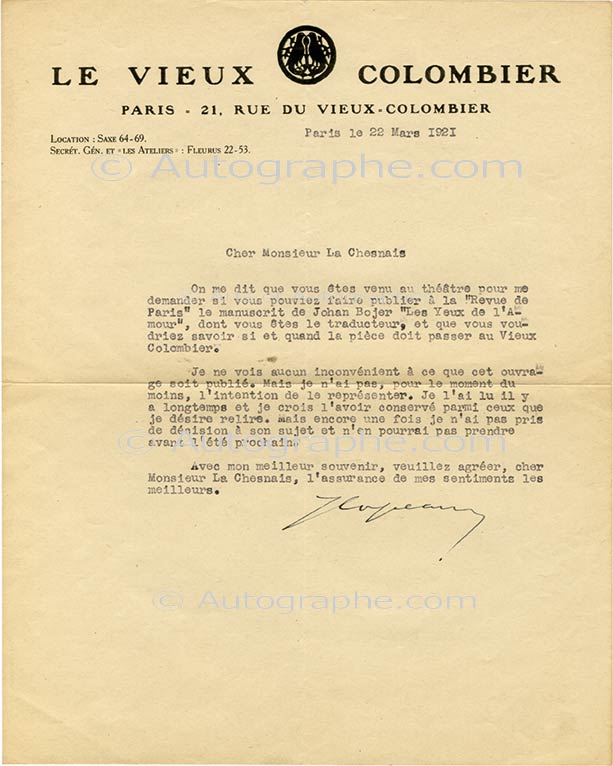 LE VIEUX COLOMBIER
PARIS - 21, RUE DU VIEUX-COLOMBIER
LOCATION : SAXE 64-69.
SECRÉT. GÉN. ET « LES ATELIERS » : FLEURUS 22-53.
Paris le 22 Mars 1921
© Autographe.com
Cher Monsieur La Chesnais
On me dit que vous êtes venu au théâtre pour me
demander si vous pouviez faire publier à la "Revue de
Paris" le manuscrit de Johan Bojer "Les Yeux de l'A-
mour", dont vous êtes le traducteur, et que vous vou-
driez savoir si et quand la pièce doit passer au Vieux
Colombier.
© Autographe.com
Je ne vois aucun inconvénient à ce que cet ouvra-
ge soit publié. Mais je n'ai pas, pour le moment du
moins, l'intention de le représenter. Je l'ai lu il y
a longtemps et je crois l'avoir conservé parmi ceux que
je désire relire. Mais encore une fois je n'ai pas pris
de décision à son sujet et n'en pourrai pas prendre
avant l'été prochain.
© Autographe.com
Avec mon meilleur souvenir, veuillez agréer, cher
Monsieur La Chesnais, l'assurance de mes sentiments les
meilleurs.
JCopeau
© Autographe.com